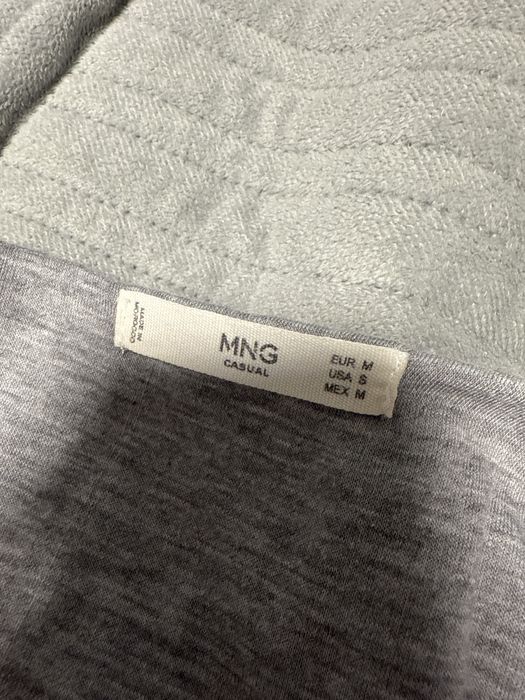 MADE IN
MOROCCO
MNG
CASUAL
EUR M
USA S
MEX M